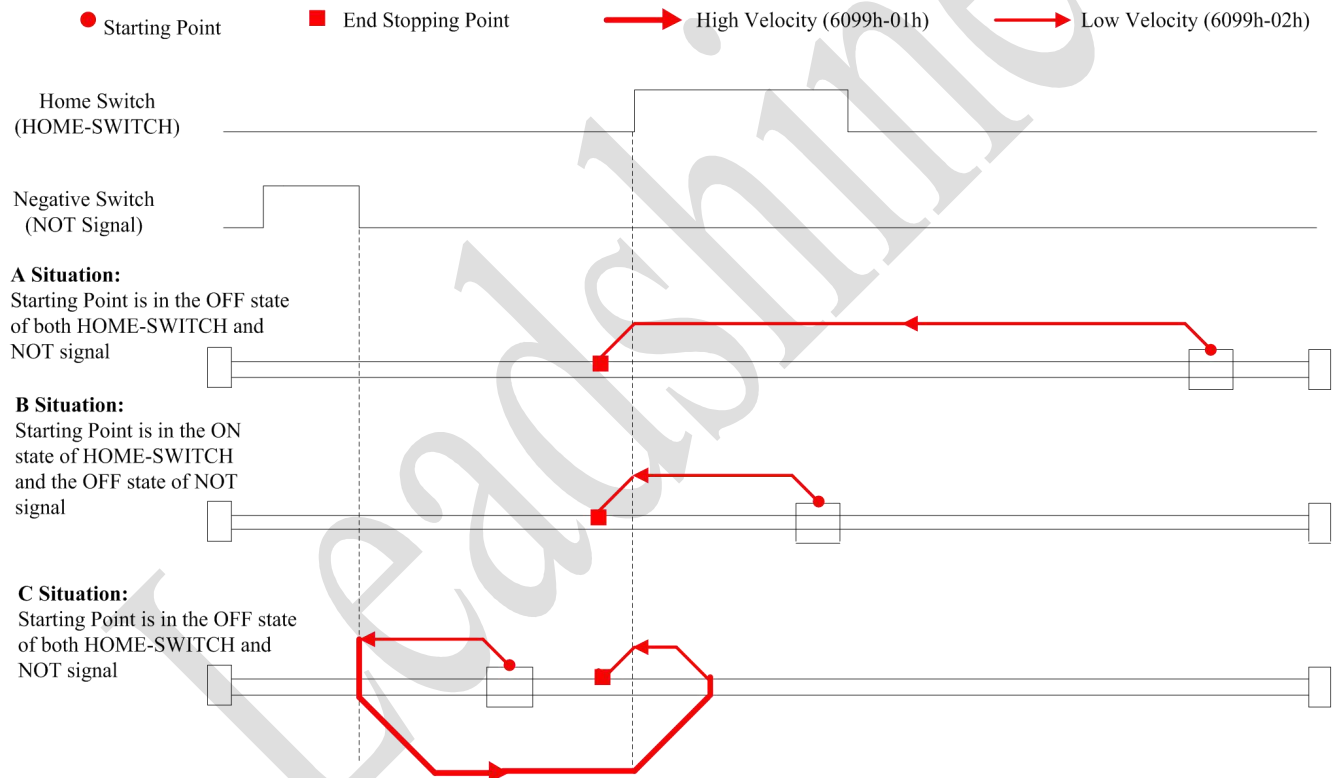 Starting Point
End Stopping Point
High Velocity (6099h-01h)
Low Velocity (6099h-02h)
Home Switch
(HOME-SWITCH)
Negative Switch
(NOT Signal)
A Situation:
Starting Point is in the OFF state
of both HOME-SWITCH and
NOT signal
B Situation:
Starting Point is in the ON
state of HOME-SWITCH
and the OFF state of NOT
signal
C Situation:
Starting Point is in the OFF state
of both HOME-SWITCH and
NOT signal
Leadshine